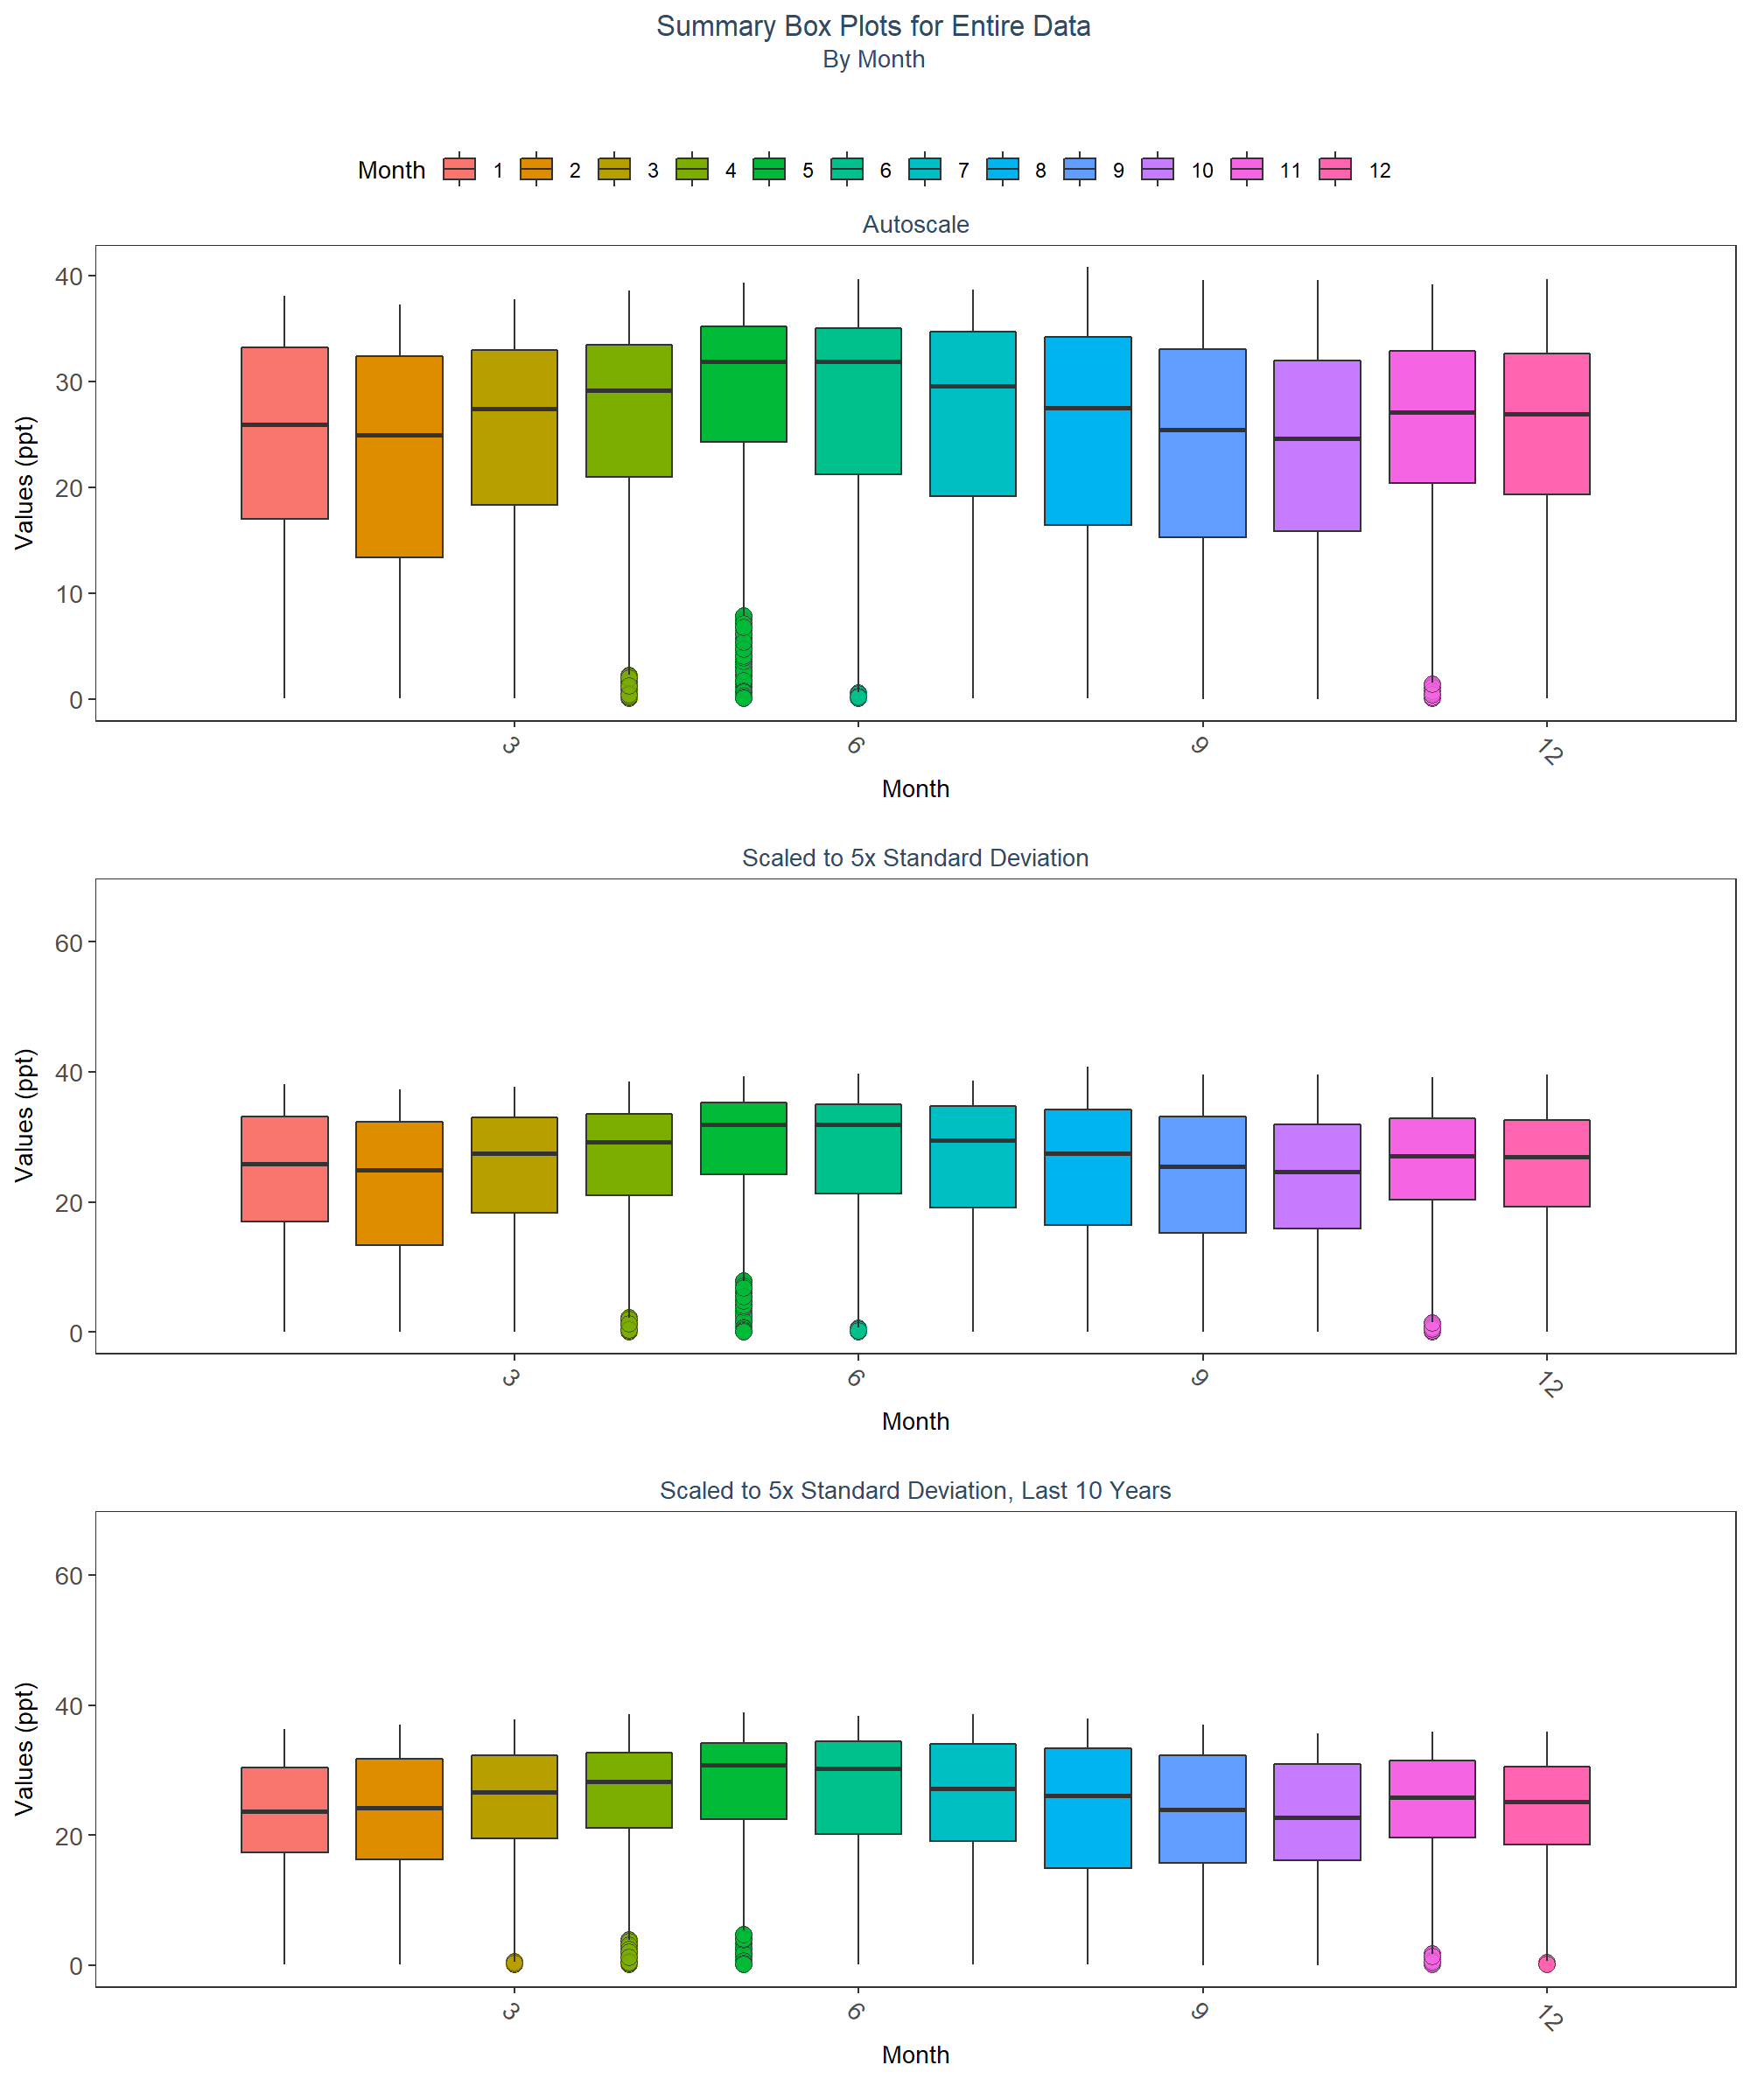 Summary Box Plots for Entire Data
By Month
Month 1 2 3 4 5 6 7 8 9 10 11 12
Autoscale
Values (ppt)
40
30
20
10
0
3 6 9 12
Month
Scaled to 5x Standard Deviation
Values (ppt)
60
40
20
0
3 6 9 12
Month
Scaled to 5x Standard Deviation, Last 10 Years
Values (ppt)
60
40
20
0
3 6 9 12
Month